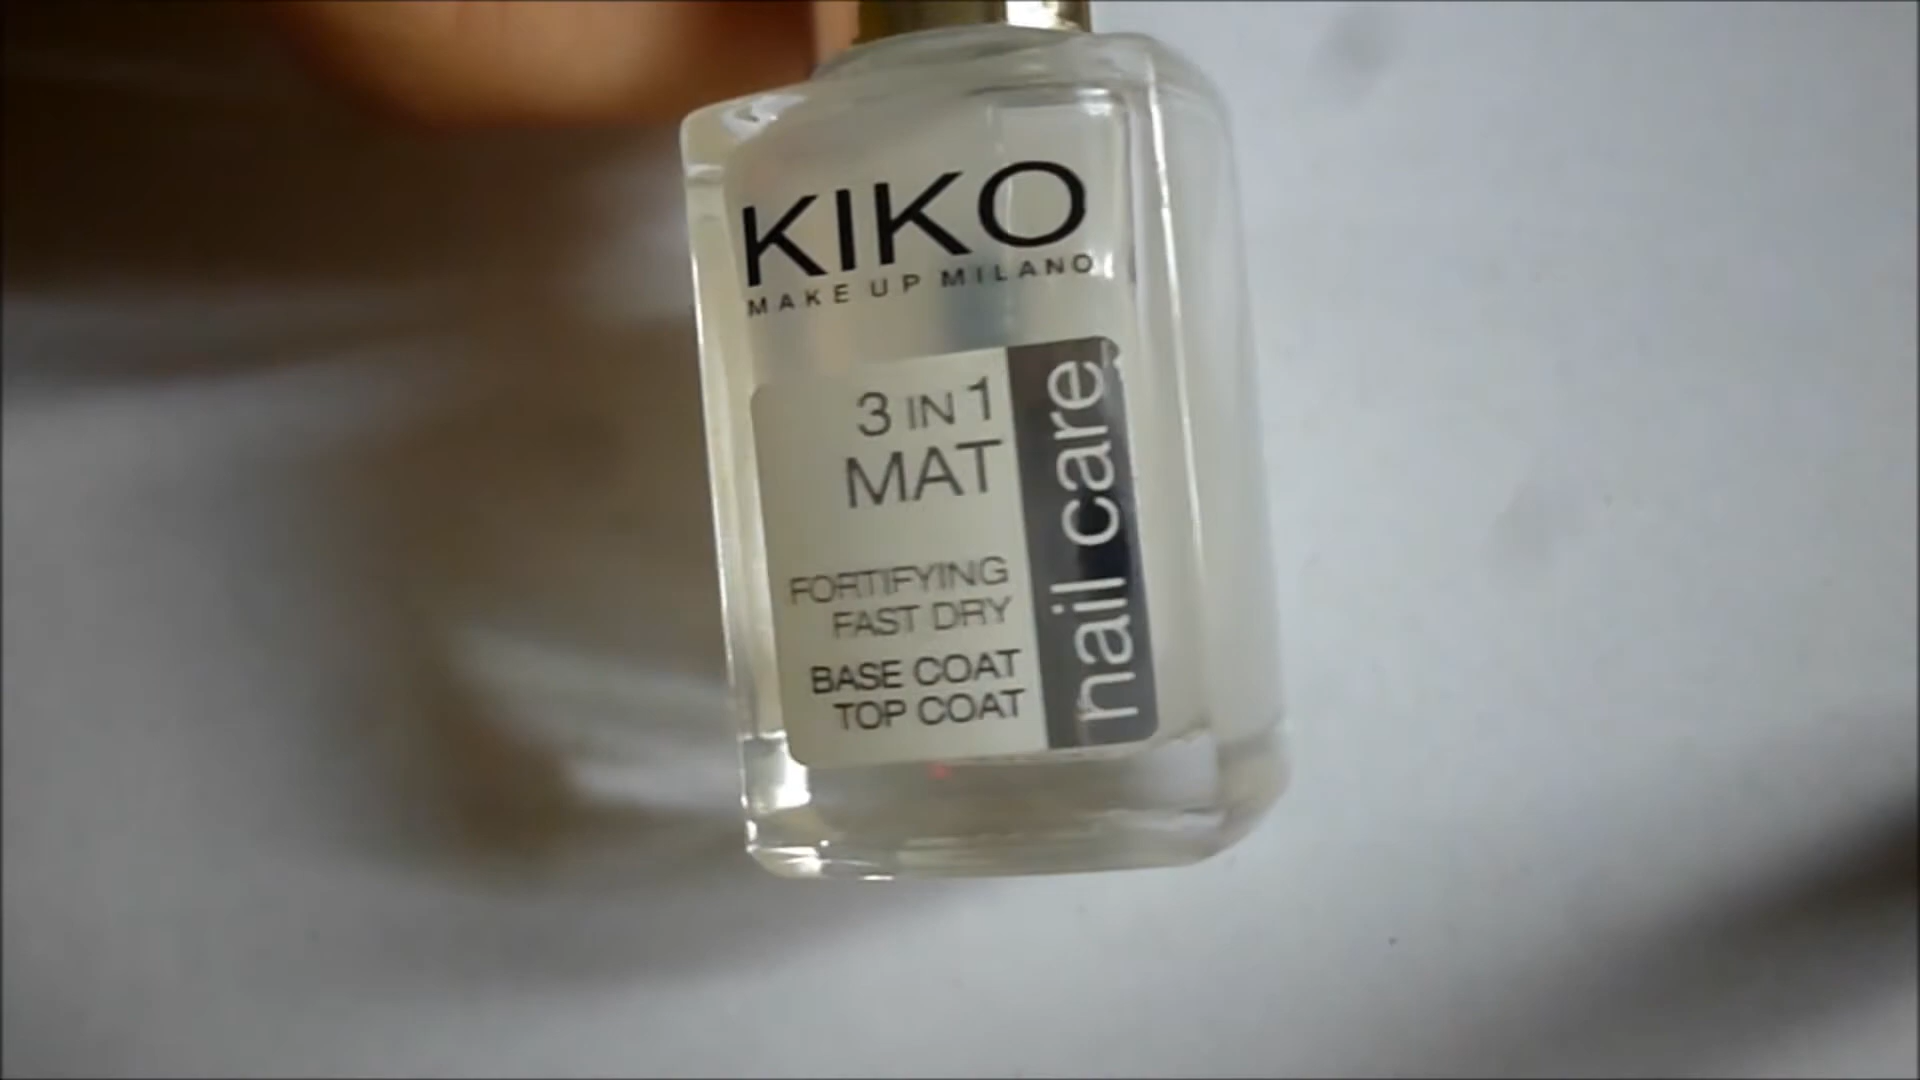 KIKO
MAKE UP MILANO
3 IN 1
MAT
FORTIFYING
FAST DRY
BASE COAT
TOP COAT
nail care